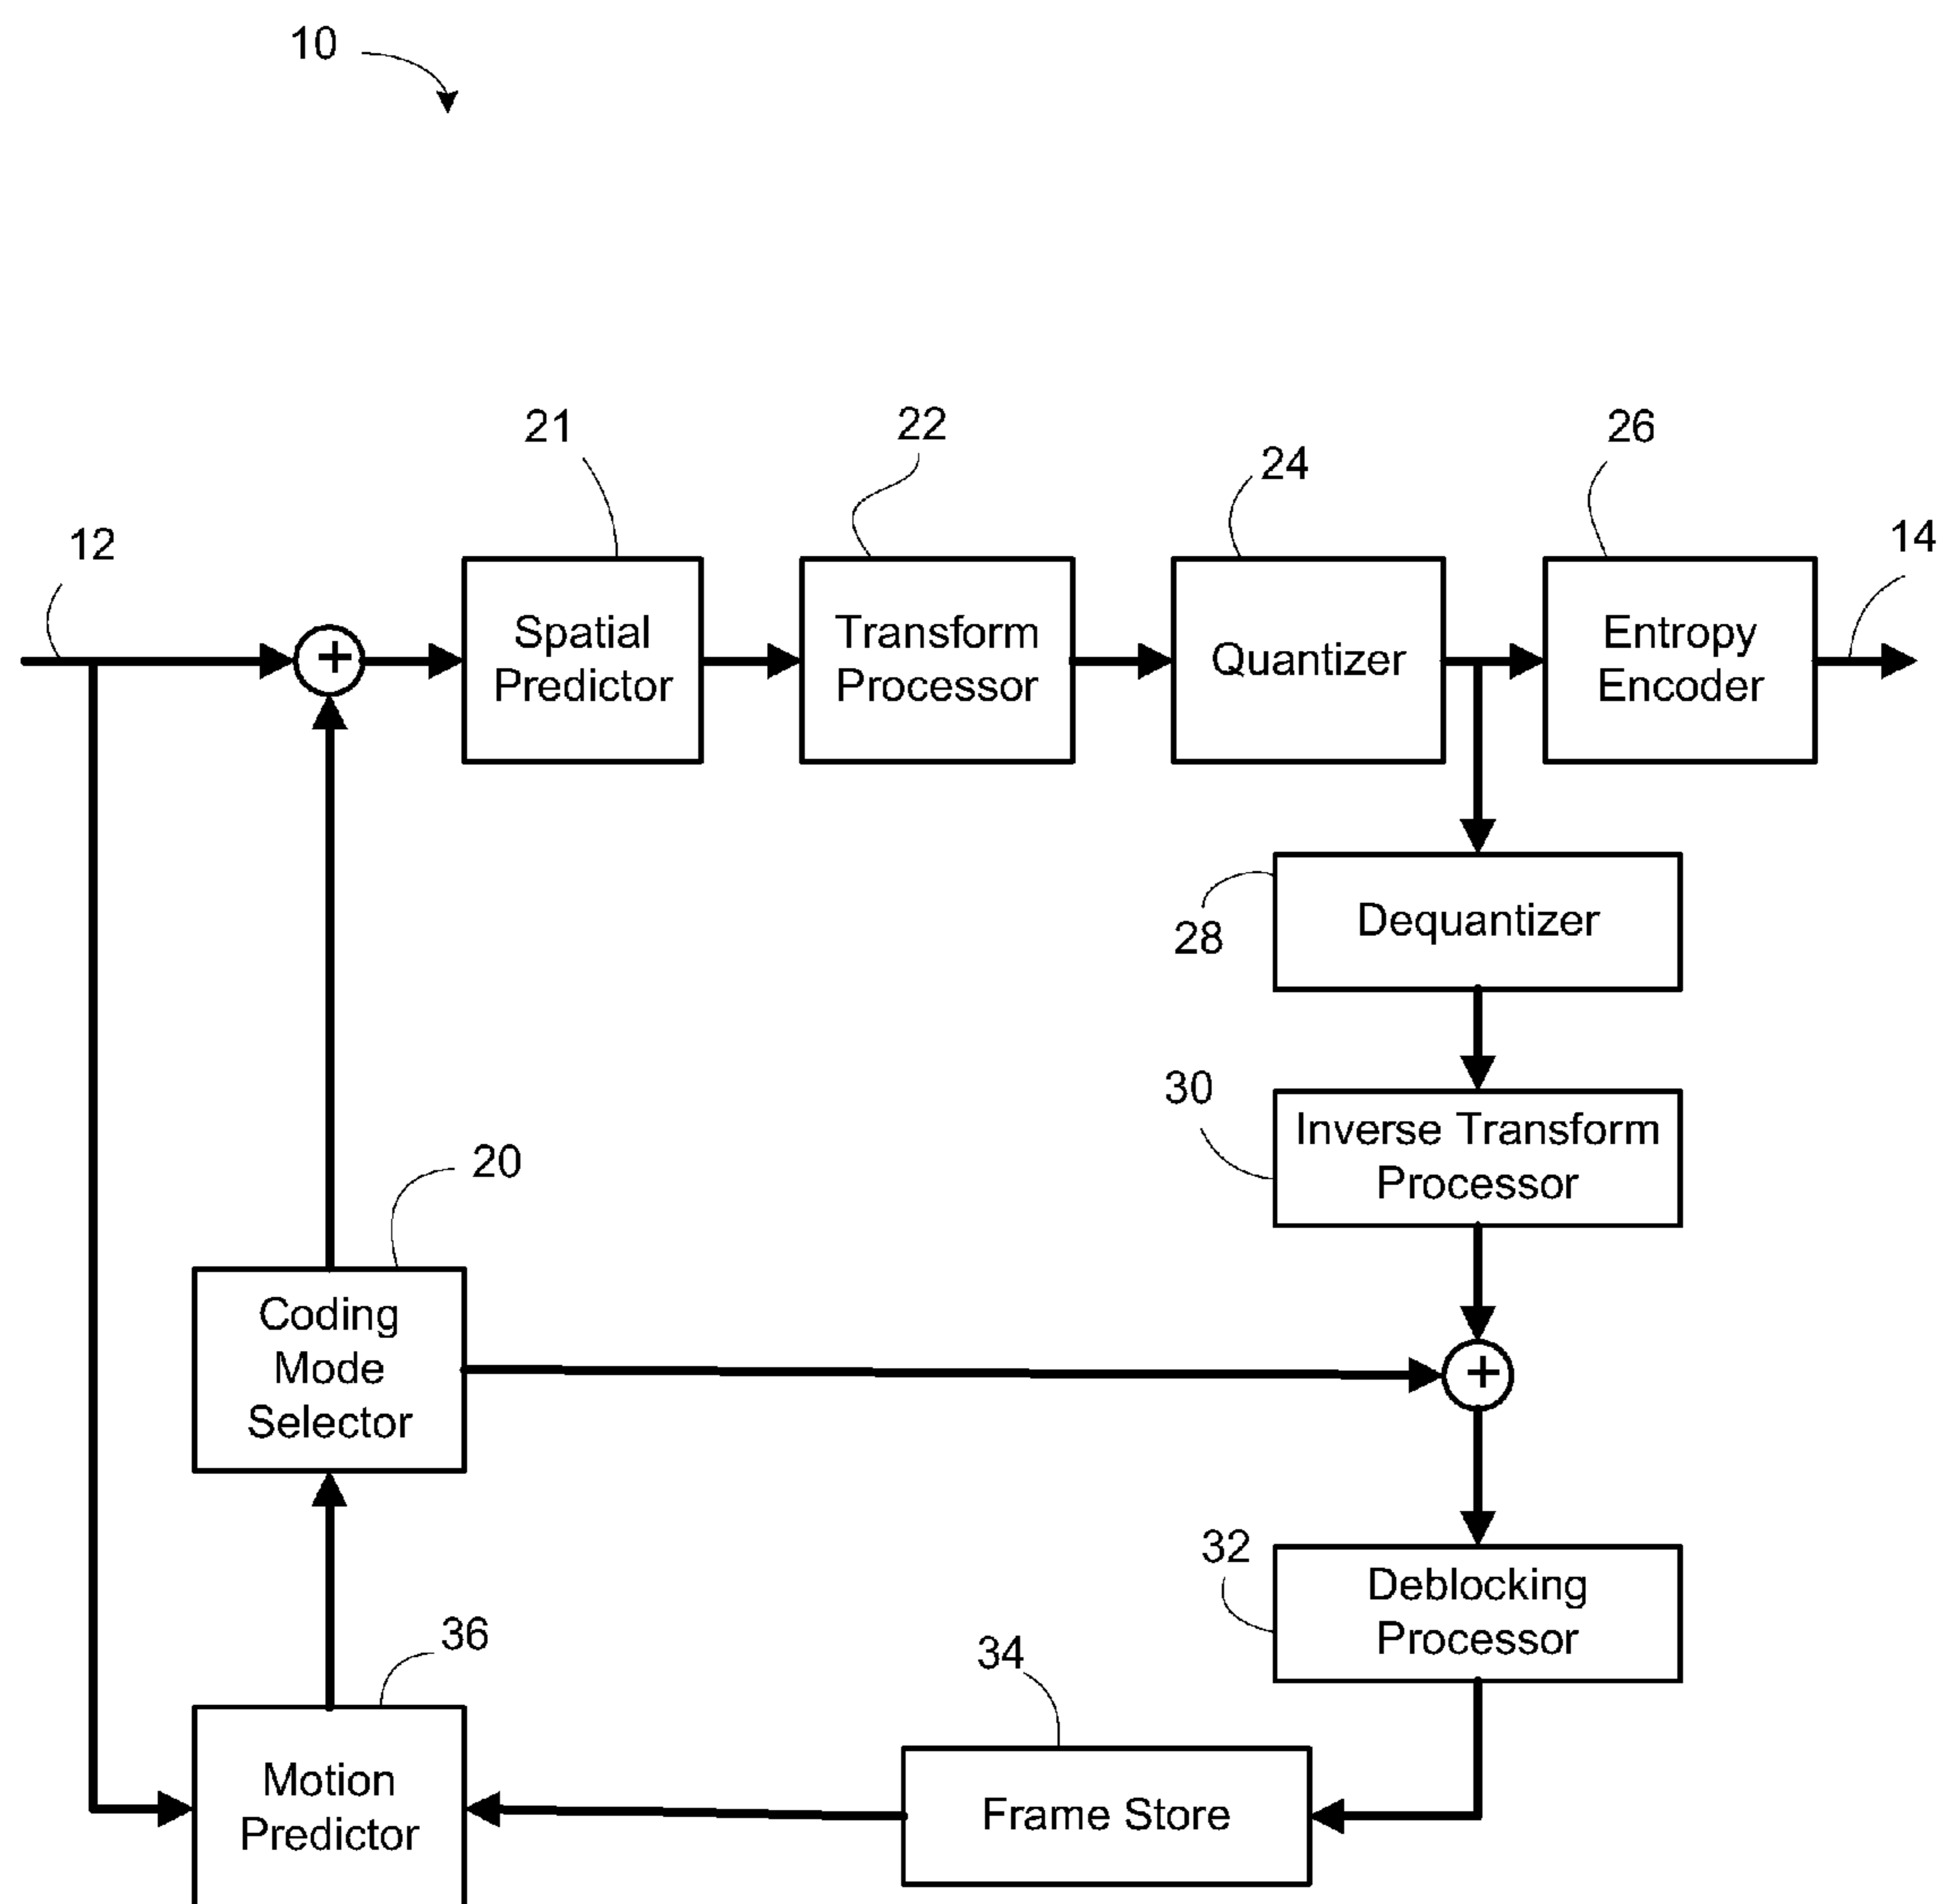 10
21
22
24
26
12
14
+
Spatial
Predictor
Transform
Processor
Quantizer
Entropy
Encoder
28
Dequantizer
30
Inverse Transform
Processor
20
Coding
Mode
Selector
+
32
Deblocking
Processor
36
34
Motion
Predictor
Frame Store